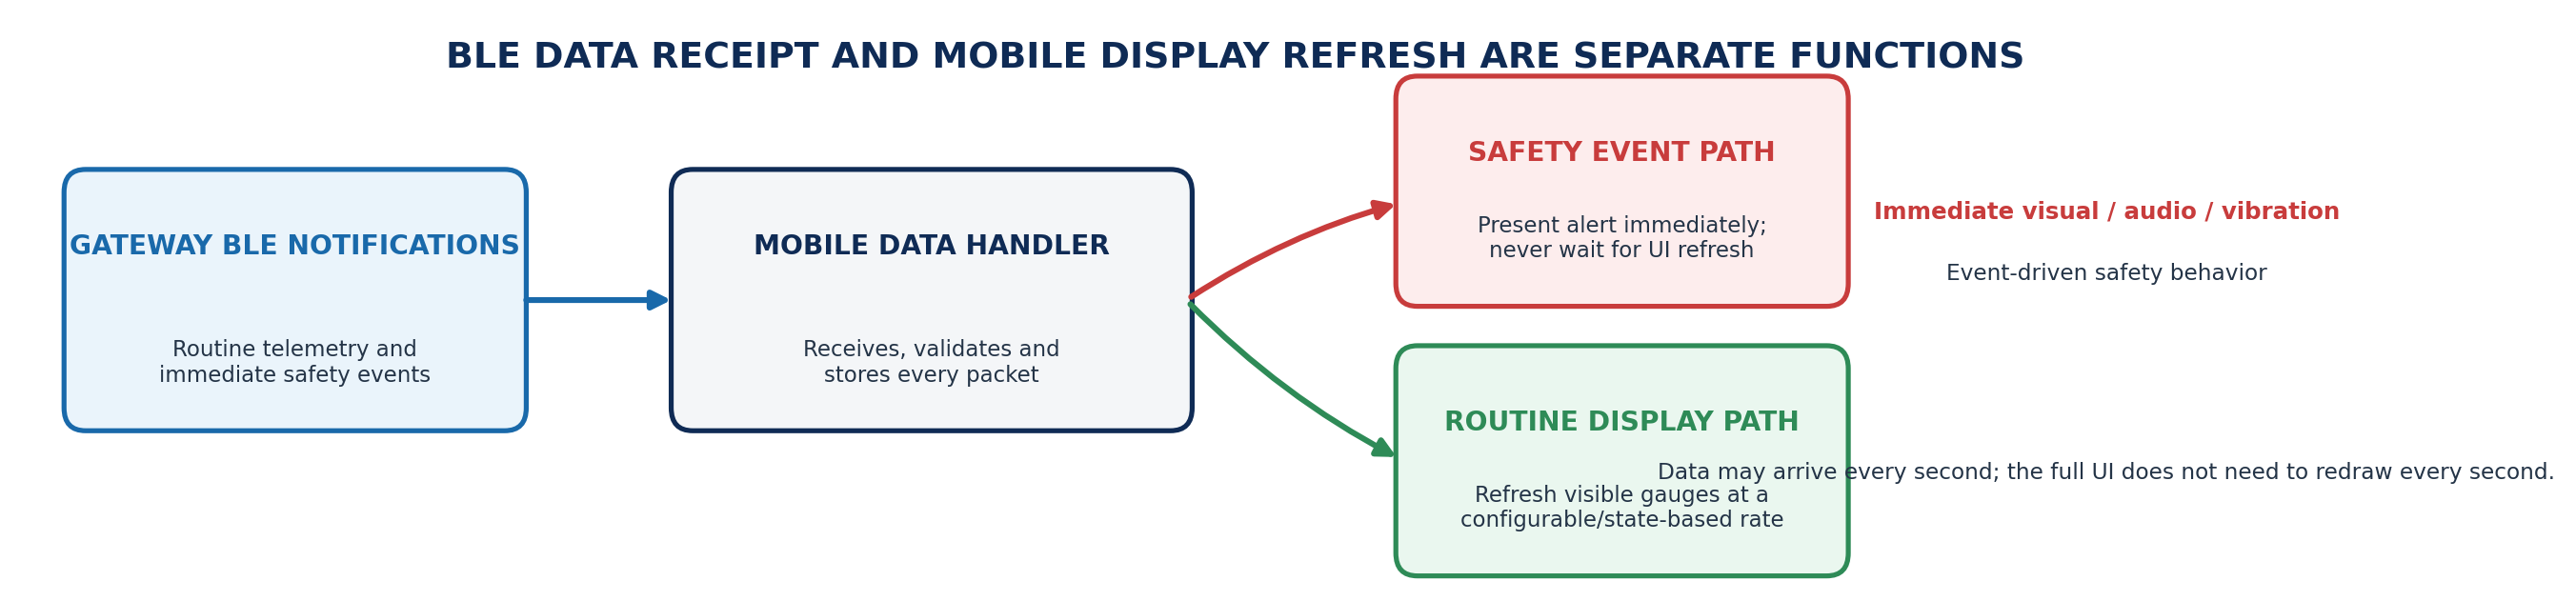 BLE DATA RECEIPT AND MOBILE DISPLAY REFRESH ARE SEPARATE FUNCTIONS
GATEWAY BLE NOTIFICATIONS
Routine telemetry and
immediate safety events
MOBILE DATA HANDLER
Receives, validates and
stores every packet
SAFETY EVENT PATH
Present alert immediately;
never wait for UI refresh
Immediate visual / audio / vibration
Event-driven safety behavior
ROUTINE DISPLAY PATH
Data may arrive every second; the full UI does not need to redraw every second.
Refresh visible gauges at a
configurable/state-based rate